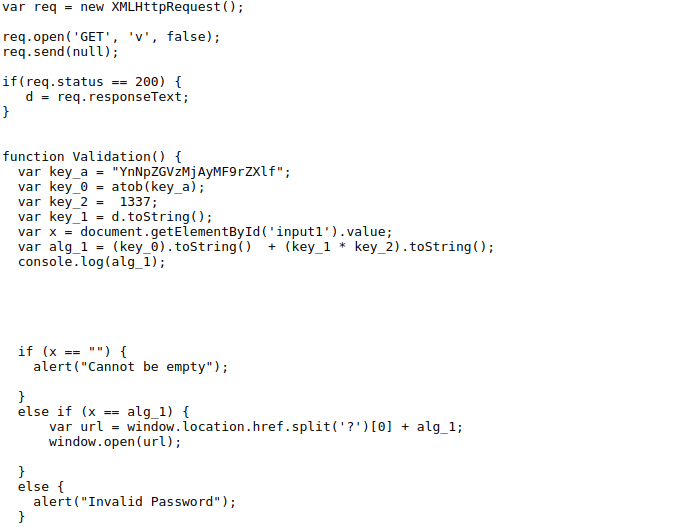 var req = new XMLHttpRequest();
req.open('GET', 'v', false);
req.send(null);
if(req.status == 200) {
d = req.responseText;
}
function Validation() {
var key_a = "YnNpZGVzMjAyMF9rZXlf";
var key_0 = atob(key_a);
var key_2 =  1337;
var key_1 = d.toString();
var x = document.getElementById('input1').value;
var alg_1 = (key_0).toString()  + (key_1 * key_2).toString();
console.log(alg_1);
if (x == "") {
alert("Cannot be empty");
}
else if (x == alg_1) {
var url = window.location.href.split('?')[0] + alg_1;
window.open(url);
}
else {
alert("Invalid Password");
}